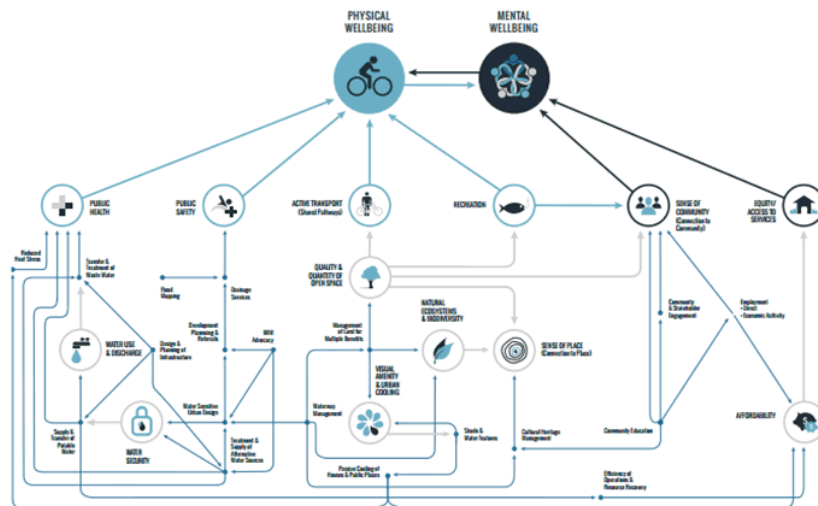 PHYSICAL
WELLBEING
MENTAL
WELLBEING
PUBLIC
HEALTH
PUBLIC
SAFETY
ACTIVE TRANSPORT
(Shared Pathways)
RECREATION
SENSE OF
COMMUNITY
(Connection to
Community)
EQUITY/
ACCESS TO
SERVICES
Reduced
Heat Stress
Transfer &
Treatment of
Waste Water
Flood
Mapping
Drainage
Services
QUALITY &
QUANTITY OF
OPEN SPACE
NATURAL
ECOSYSTEMS
& BIODIVERSITY
Community
& Stakeholder
Engagement
Employment
• Direct
• Economic Activity
WATER USE
& DISCHARGE
Design &
Planning of
Infrastructure
Development
Planning &
Referrals
MW
Advocacy
Management
of Land for
Multiple Benefits
SENSE OF PLACE
(Connection to Place)
VISUAL
AMENITY
& URBAN
COOLING
Water Sensitive
Urban Design
Waterway
Management
AFFORDABILITY
Supply &
Transfer of
Potable
Water
WATER
SECURITY
Treatment &
Supply of
Alternative
Water Sources
Shade &
Water Features
Cultural Heritage
Management
Community Education
Passive Cooling of
Houses & Public Places
Efficiency of
Operations &
Resource Recovery